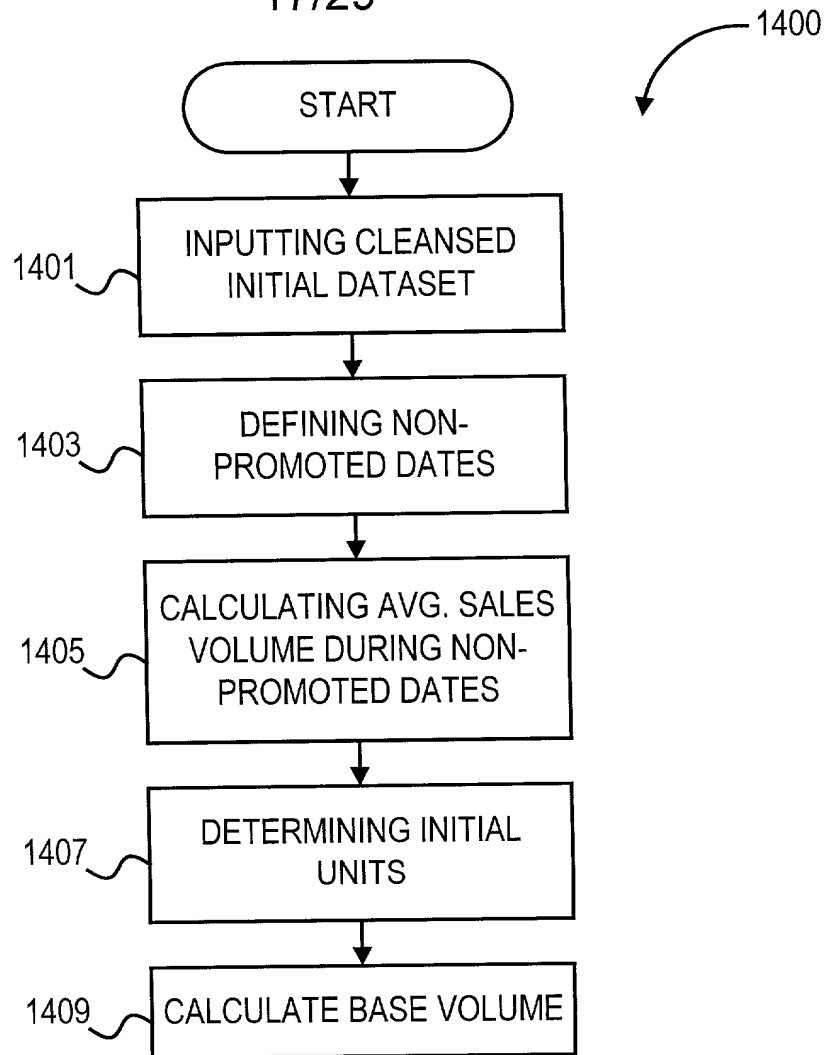 17/25
1400
START
1401
INPUTTING CLEANSED
INITIAL DATASET
1403
DEFINING NON-
PROMOTED DATES
1405
CALCULATING AVG. SALES
VOLUME DURING NON-
PROMOTED DATES
1407
DETERMINING INITIAL
UNITS
1409
CALCULATE BASE VOLUME